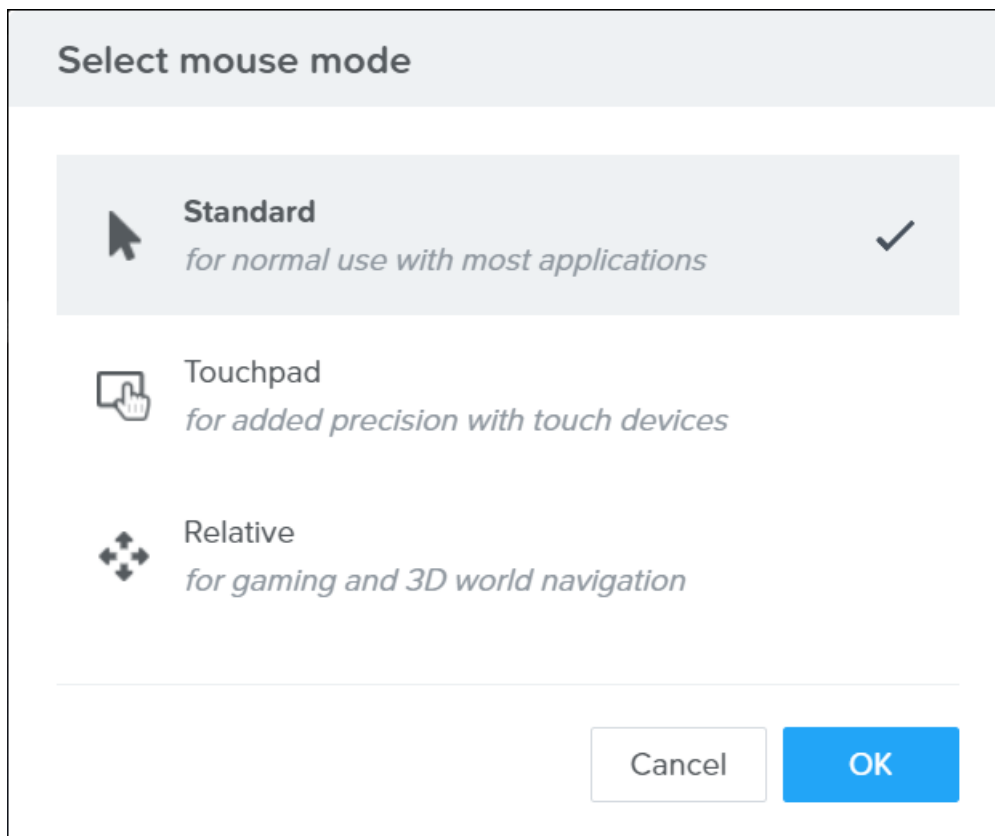 Select mouse mode
Standard
for normal use with most applications
Touchpad
for added precision with touch devices
Relative
for gaming and 3D world navigation
Cancel
OK